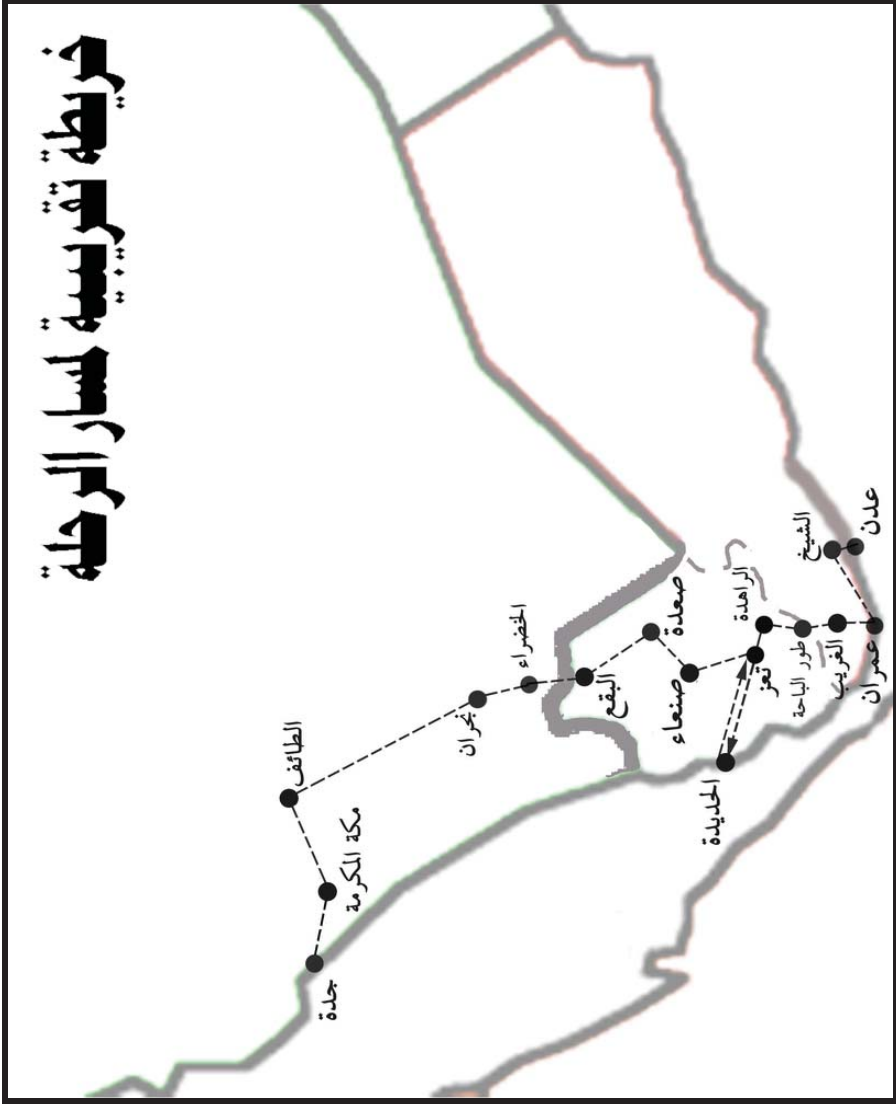 خريطة تقريبية لمسار الرحلة
جدة
مكة المكرمة
الطائف
نجران
الخضراء
البقع
صعدة
صنعاء
الحديدة
تعز
الراهدة
طور الباحة
الغريب
عمران
الشيخ
عدن